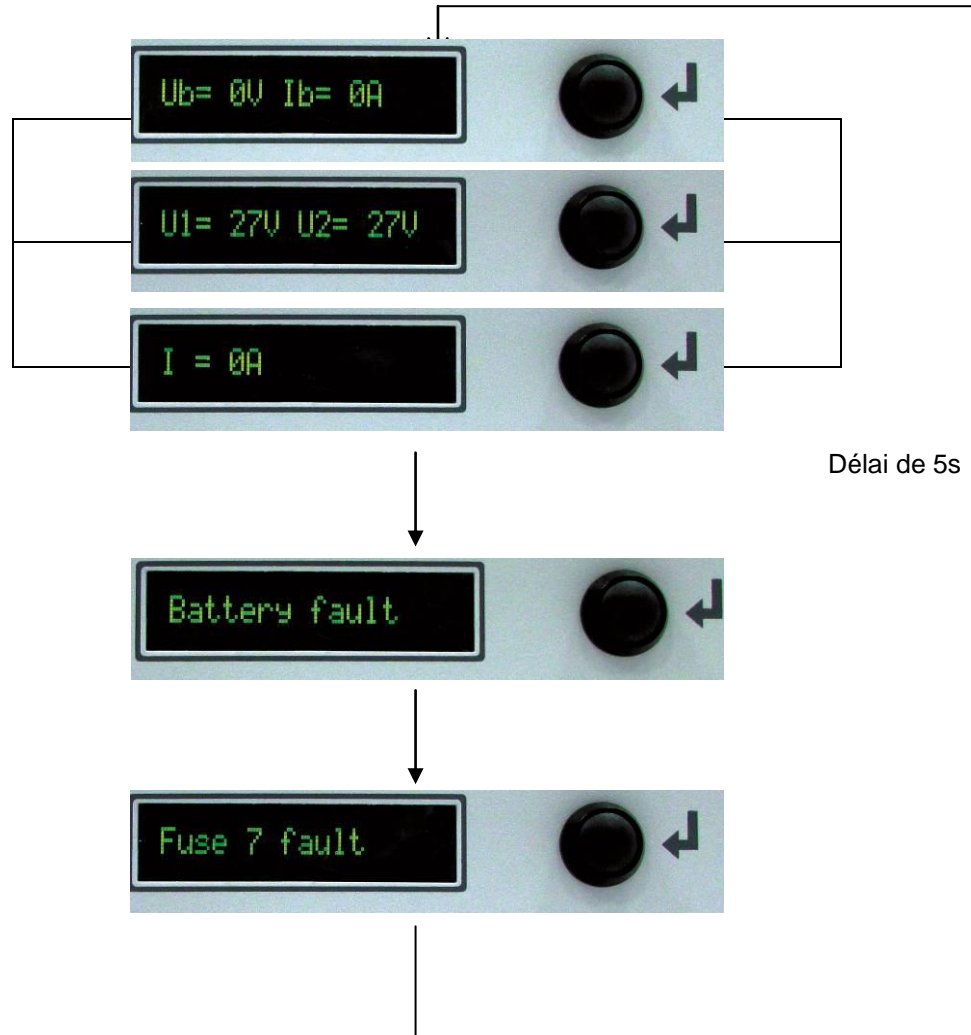 Ub= 0V Ib= 0A
U1= 27V U2= 27V
I = 0A
Délai de 5s
Battery fault
Fuse 7 fault